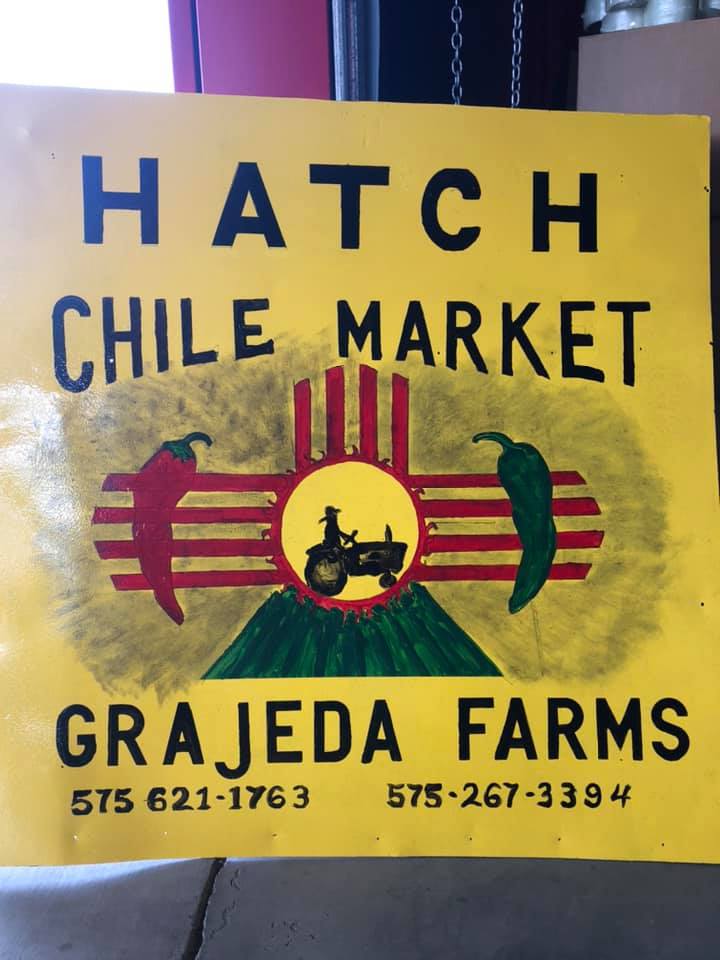 HATCH
CHILE MARKET
GRAJEDA FARMS
575 621-1763 575-267-3394